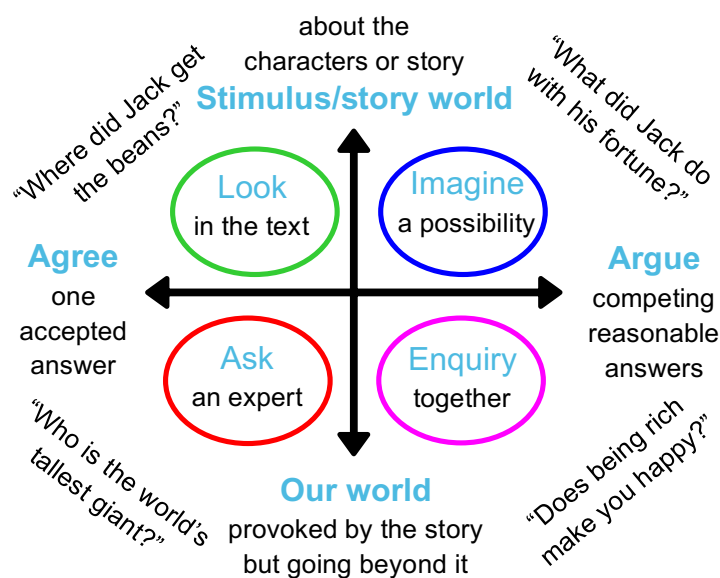 about the
characters or story
Stimulus/story world
“Where did Jack get
the beans?”
“What did Jack do
with his fortune?”
Look
in the text
Imagine
a possibility
Agree
one
accepted
answer
Argue
competing
reasonable
answers
Ask
an expert
Enquiry
together
“Who is the world’s
tallest giant?”
“Does being rich
make you happy?”
Our world
provoked by the story
but going beyond it